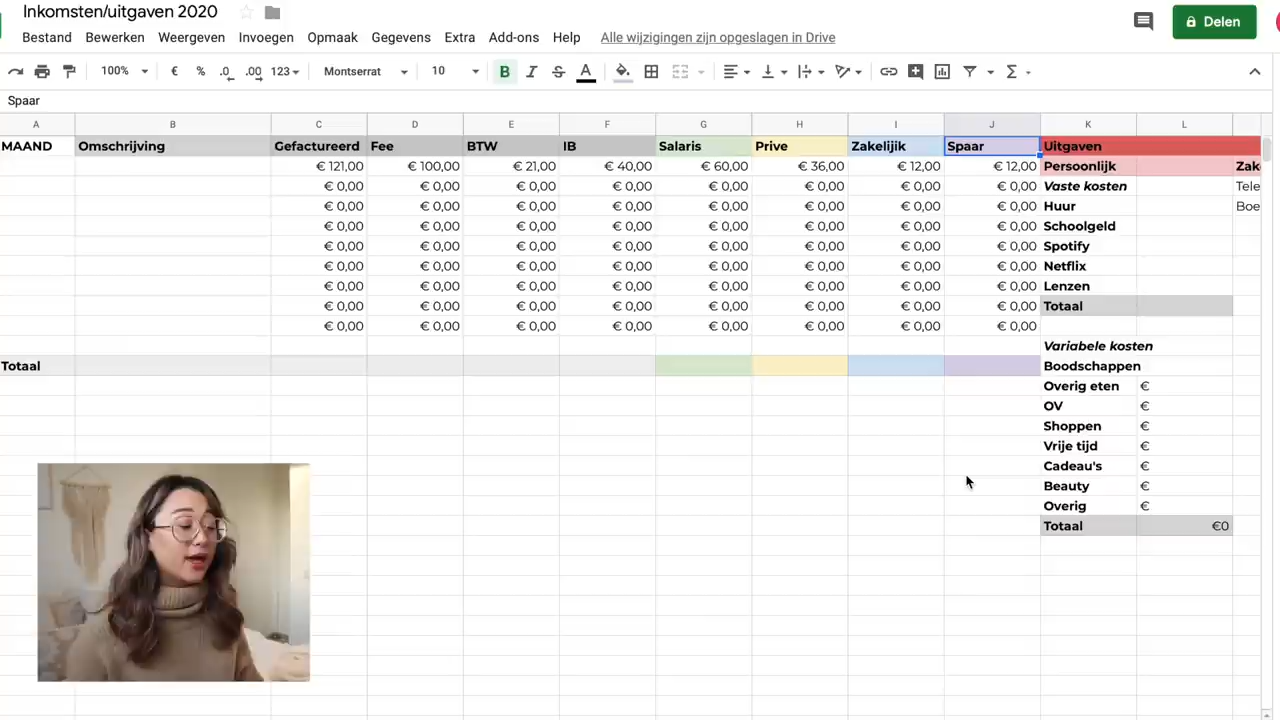 Inkomsten/uitgaven 2020
Delen
Bestand Bewerken Weergeven Invoegen Opmaak Gegevens Extra Add-ons Help Alle wijzigingen zijn opgeslagen in Drive
100% € % .0 .00 123 Montserrat 10 B I S A Σ
Spaar
A B C D E F G H I J K L
MAAND Omschrijving Gefactureerd Fee BTW IB Salaris Prive Zakelijk Spaar Uitgaven
€ 121,00 € 100,00 € 21,00 € 40,00 € 60,00 € 36,00 € 12,00 € 12,00 Persoonlijk
€ 0,00 € 0,00 € 0,00 € 0,00 € 0,00 € 0,00 € 0,00 € 0,00 Vaste kosten Tele
€ 0,00 € 0,00 € 0,00 € 0,00 € 0,00 € 0,00 € 0,00 € 0,00 Huur Boe
€ 0,00 € 0,00 € 0,00 € 0,00 € 0,00 € 0,00 € 0,00 € 0,00 Schoolgeld
€ 0,00 € 0,00 € 0,00 € 0,00 € 0,00 € 0,00 € 0,00 € 0,00 Spotify
€ 0,00 € 0,00 € 0,00 € 0,00 € 0,00 € 0,00 € 0,00 € 0,00 Netflix
€ 0,00 € 0,00 € 0,00 € 0,00 € 0,00 € 0,00 € 0,00 € 0,00 Lenzen
€ 0,00 € 0,00 € 0,00 € 0,00 € 0,00 € 0,00 € 0,00 € 0,00 Totaal
€ 0,00 € 0,00 € 0,00 € 0,00 € 0,00 € 0,00 € 0,00 € 0,00
Variabele kosten
Totaal Boodschappen
Overig eten €
OV €
Shoppen €
Vrije tijd €
Cadeau's €
Beauty €
Overig €
Totaal €0